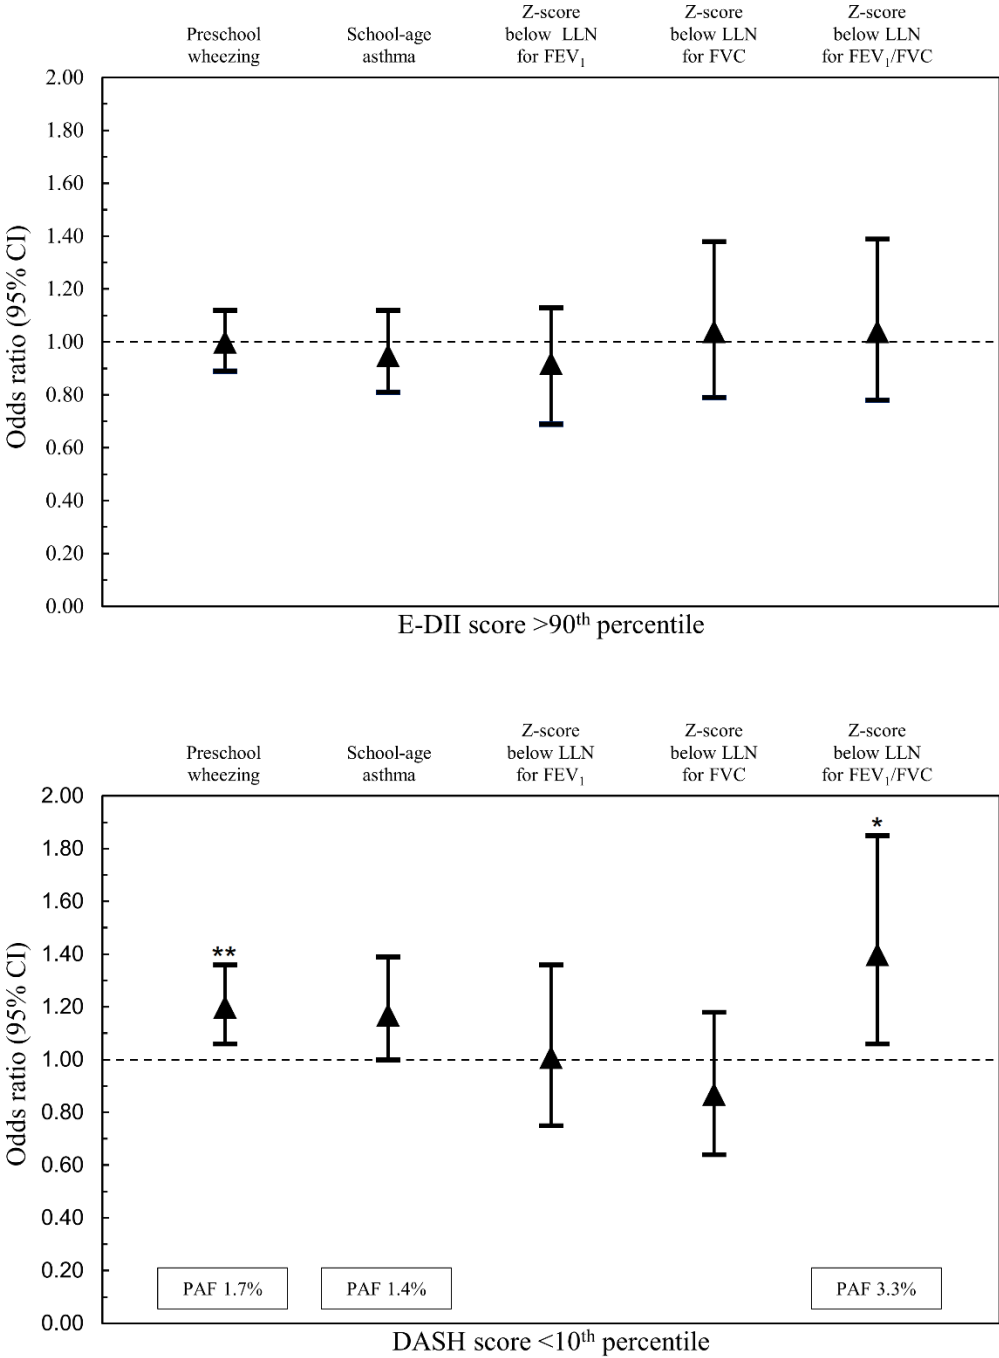 Preschool
wheezing
School-age
asthma
Z-score
below LLN
for FEV₁
Z-score
below LLN
for FVC
Z-score
below LLN
for FEV₁/FVC
Odds ratio (95% CI)
2.00
1.80
1.60
1.40
1.20
1.00
0.80
0.60
0.40
0.20
0.00
E-DII score >90ᵗʰ percentile
Preschool
wheezing
School-age
asthma
Z-score
below LLN
for FEV₁
Z-score
below LLN
for FVC
Z-score
below LLN
for FEV₁/FVC
Odds ratio (95% CI)
2.00
1.80
1.60
1.40
1.20
1.00
0.80
0.60
0.40
0.20
0.00
**
*
PAF 1.7%
PAF 1.4%
PAF 3.3%
DASH score <10ᵗʰ percentile